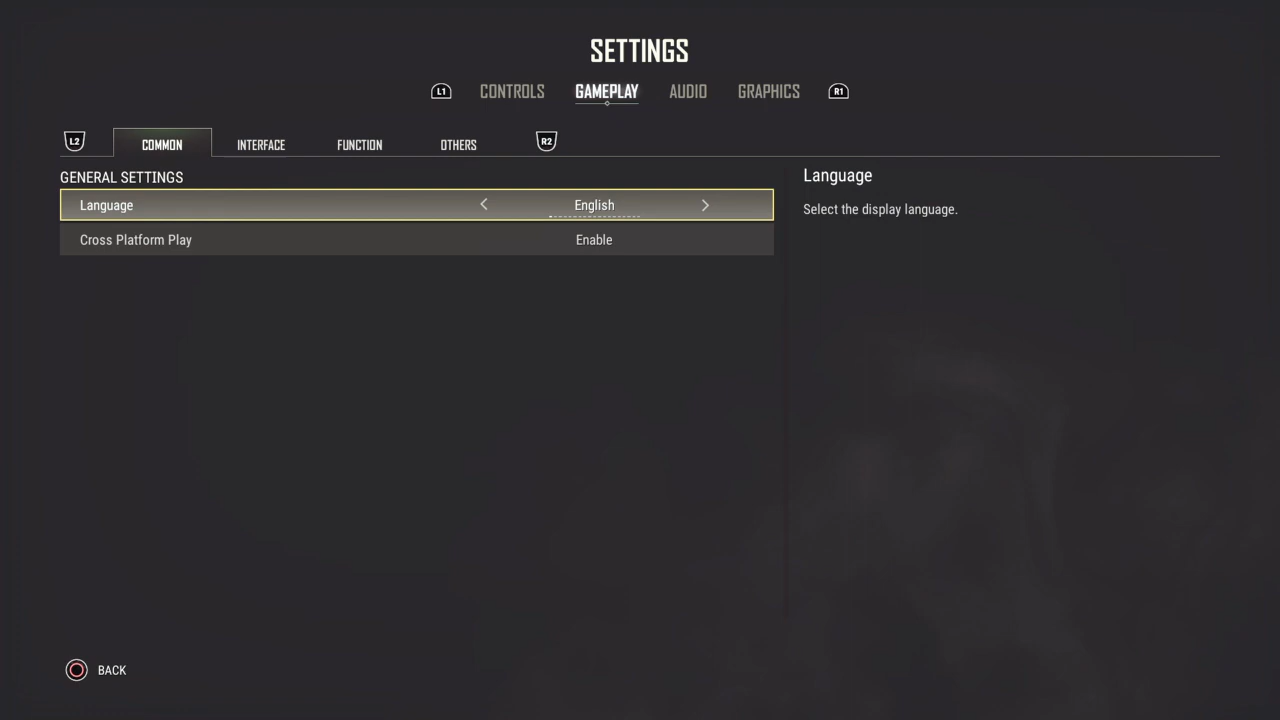 SETTINGS
L1 CONTROLS GAMEPLAY AUDIO GRAPHICS R1
L2 COMMON INTERFACE FUNCTION OTHERS R2
GENERAL SETTINGS
Language English
Cross Platform Play Enable
Language
Select the display language.
BACK